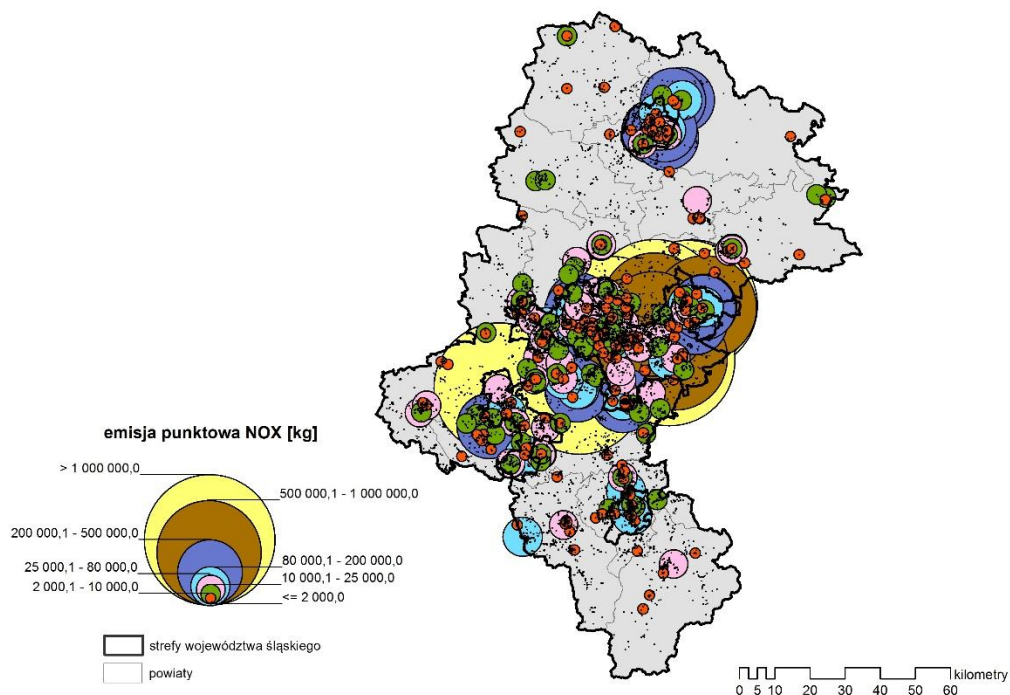 emisja punktowa NOX [kg]
> 1 000 000,0
500 000,1 - 1 000 000,0
200 000,1 - 500 000,0
80 000,1 - 200 000,0
25 000,1 - 80 000,0
10 000,1 - 25 000,0
2 000,1 - 10 000,0
<= 2 000,0
strefy województwa śląskiego
powiaty
kilometry
0 5 10 20 30 40 50 60